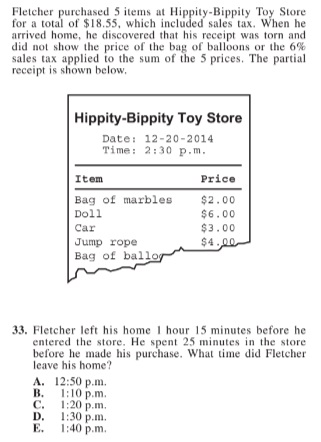 Fletcher purchased 5 items at Hippity-Bippity Toy Store
for a total of $18.55, which included sales tax. When he
arrived home, he discovered that his receipt was torn and
did not show the price of the bag of balloons or the 6%
sales tax applied to the sum of the 5 prices. The partial
receipt is shown below.
Hippity-Bippity Toy Store
Date: 12-20-2014
Time: 2:30 p.m.
Item Price
Bag of marbles $2.00
Doll $6.00
Car $3.00
Jump rope $4.00
Bag of balloo
33. Fletcher left his home 1 hour 15 minutes before he
entered the store. He spent 25 minutes in the store
before he made his purchase. What time did Fletcher
leave his home?
A. 12:50 p.m.
B. 1:10 p.m.
C. 1:20 p.m.
D. 1:30 p.m.
E. 1:40 p.m.